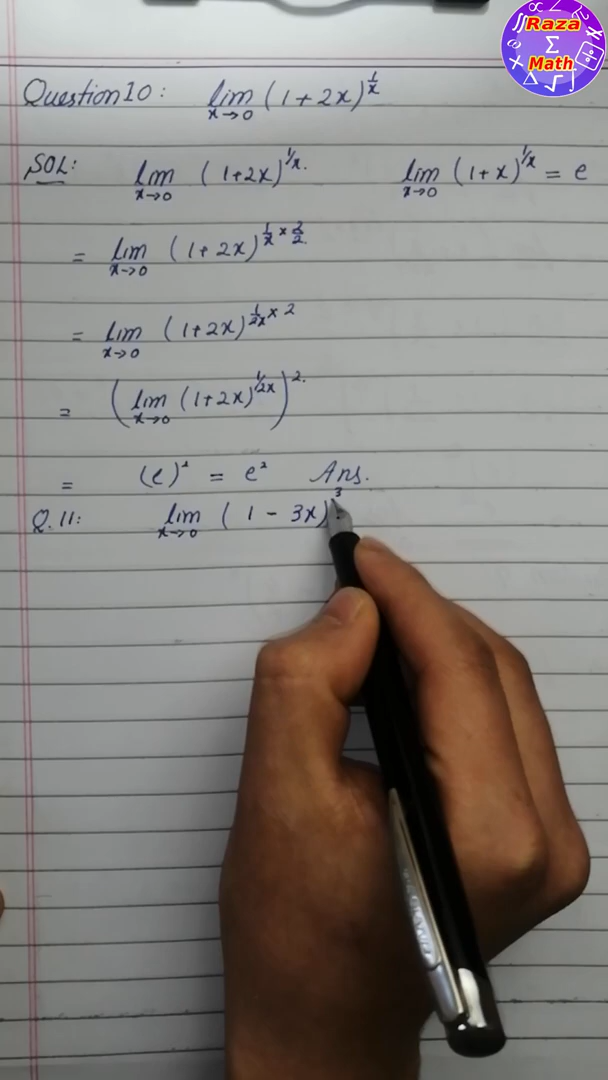 Raza
Σ
Math
Question 10: lim x→0 (1+2x)^1/x
SOL: lim x→0 (1+2x)^1/x. lim x→0 (1+x)^1/x = e
= lim x→0 (1+2x)^1/x × 2/2.
= lim x→0 (1+2x)^1/2x × 2
= (lim x→0 (1+2x)^1/2x)^2.
= (e)^2 = e^2 Ans.
Q.11: lim x→0 (1 - 3x)^3